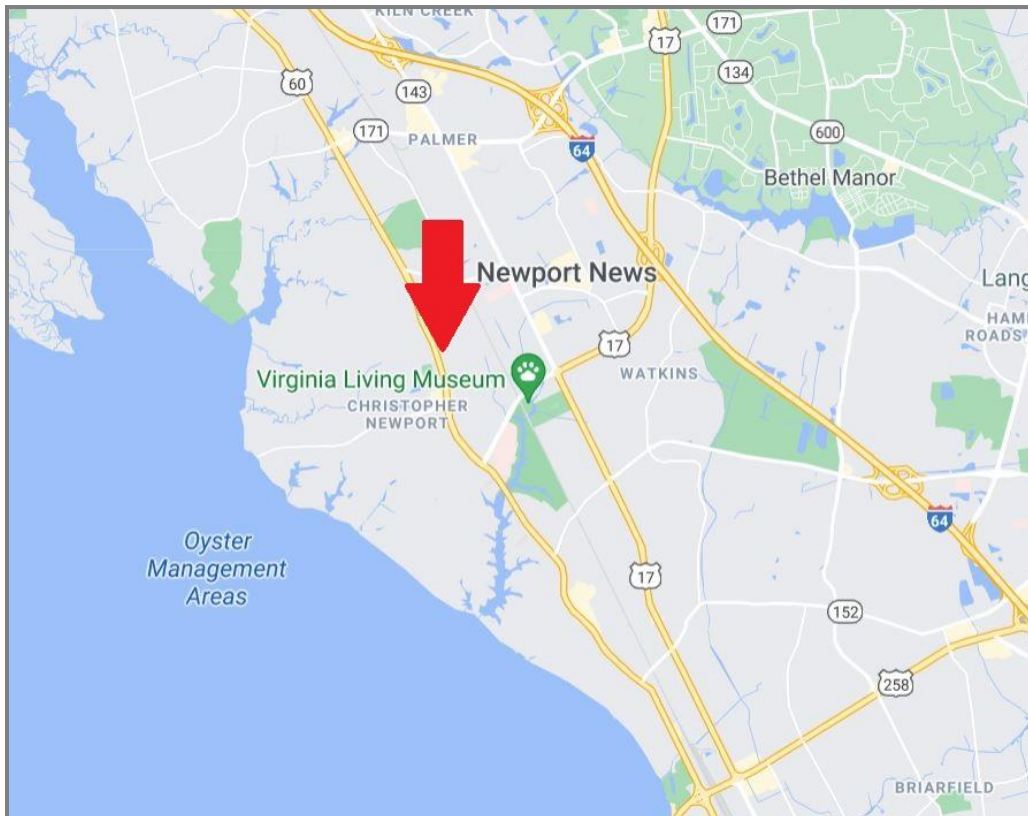 KILN CREEK
171
17
60
134
143
171
PALMER
600
64
Bethel Manor
Newport News
Lang
HAM
ROADS
17
Virginia Living Museum
WATKINS
CHRISTOPHER
NEWPORT
64
Oyster
Management
Areas
17
152
258
BRIARFIELD